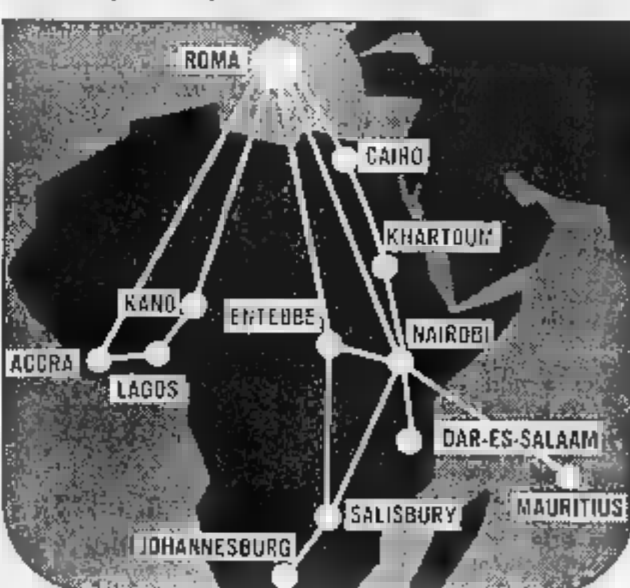 ROMA
CAIRO
KHARTOUM
KANO
ENTEBBE
NAIROBI
ACCRA
LAGOS
DAR-ES-SALAAM
MAURITIUS
SALISBURY
JOHANNESBURG